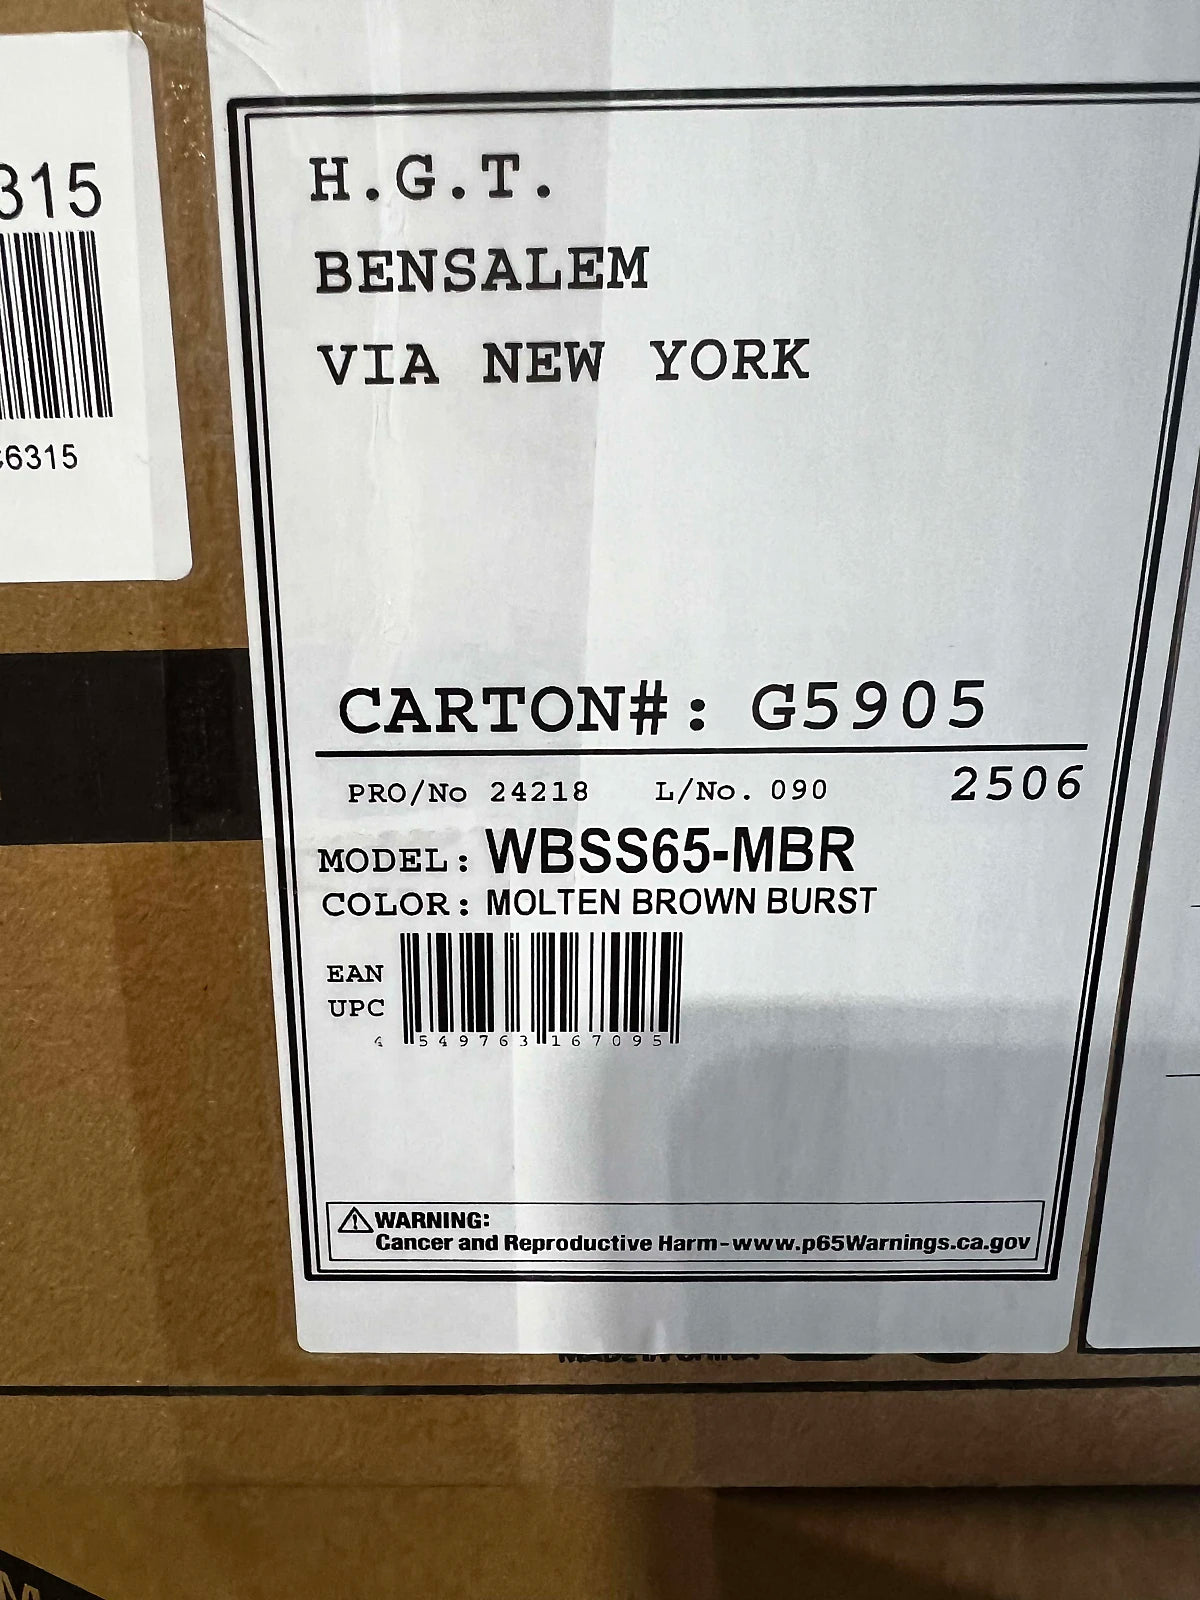 315
6315
H.G.T.
BENSALEM
VIA NEW YORK
CARTON#: G5905
PRO/No 24218 L/No. 090 2506
MODEL: WBSS65-MBR
COLOR: MOLTEN BROWN BURST
EAN
UPC
4 549763 167095
⚠WARNING:
Cancer and Reproductive Harm-www.p65Warnings.ca.gov